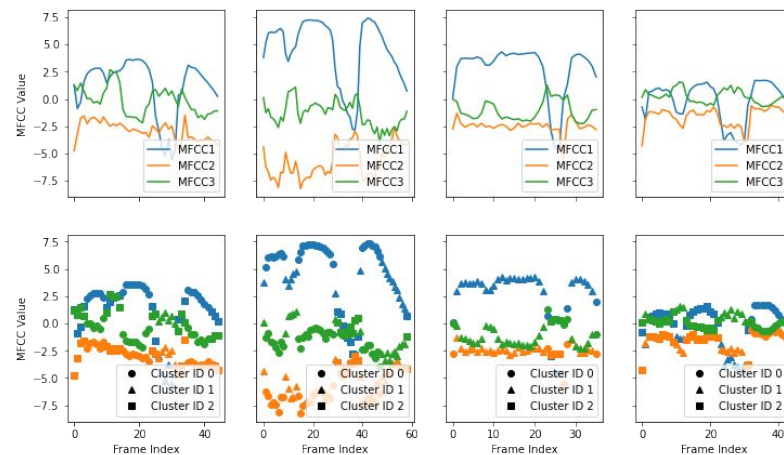 7.5
5.0
2.5
0.0
−2.5
−5.0
−7.5
MFCC Value
MFCC1
MFCC2
MFCC3
MFCC1
MFCC2
MFCC3
MFCC1
MFCC2
MFCC3
MFCC1
MFCC2
MFCC3
7.5
5.0
2.5
0.0
−2.5
−5.0
−7.5
MFCC Value
Cluster ID 0
Cluster ID 1
Cluster ID 2
Cluster ID 0
Cluster ID 1
Cluster ID 2
Cluster ID 0
Cluster ID 1
Cluster ID 2
Cluster ID 0
Cluster ID 1
Cluster ID 2
0 20 40
0 20 40 60
0 10 20 30
0 20 40
Frame Index
Frame Index
Frame Index
Frame Index